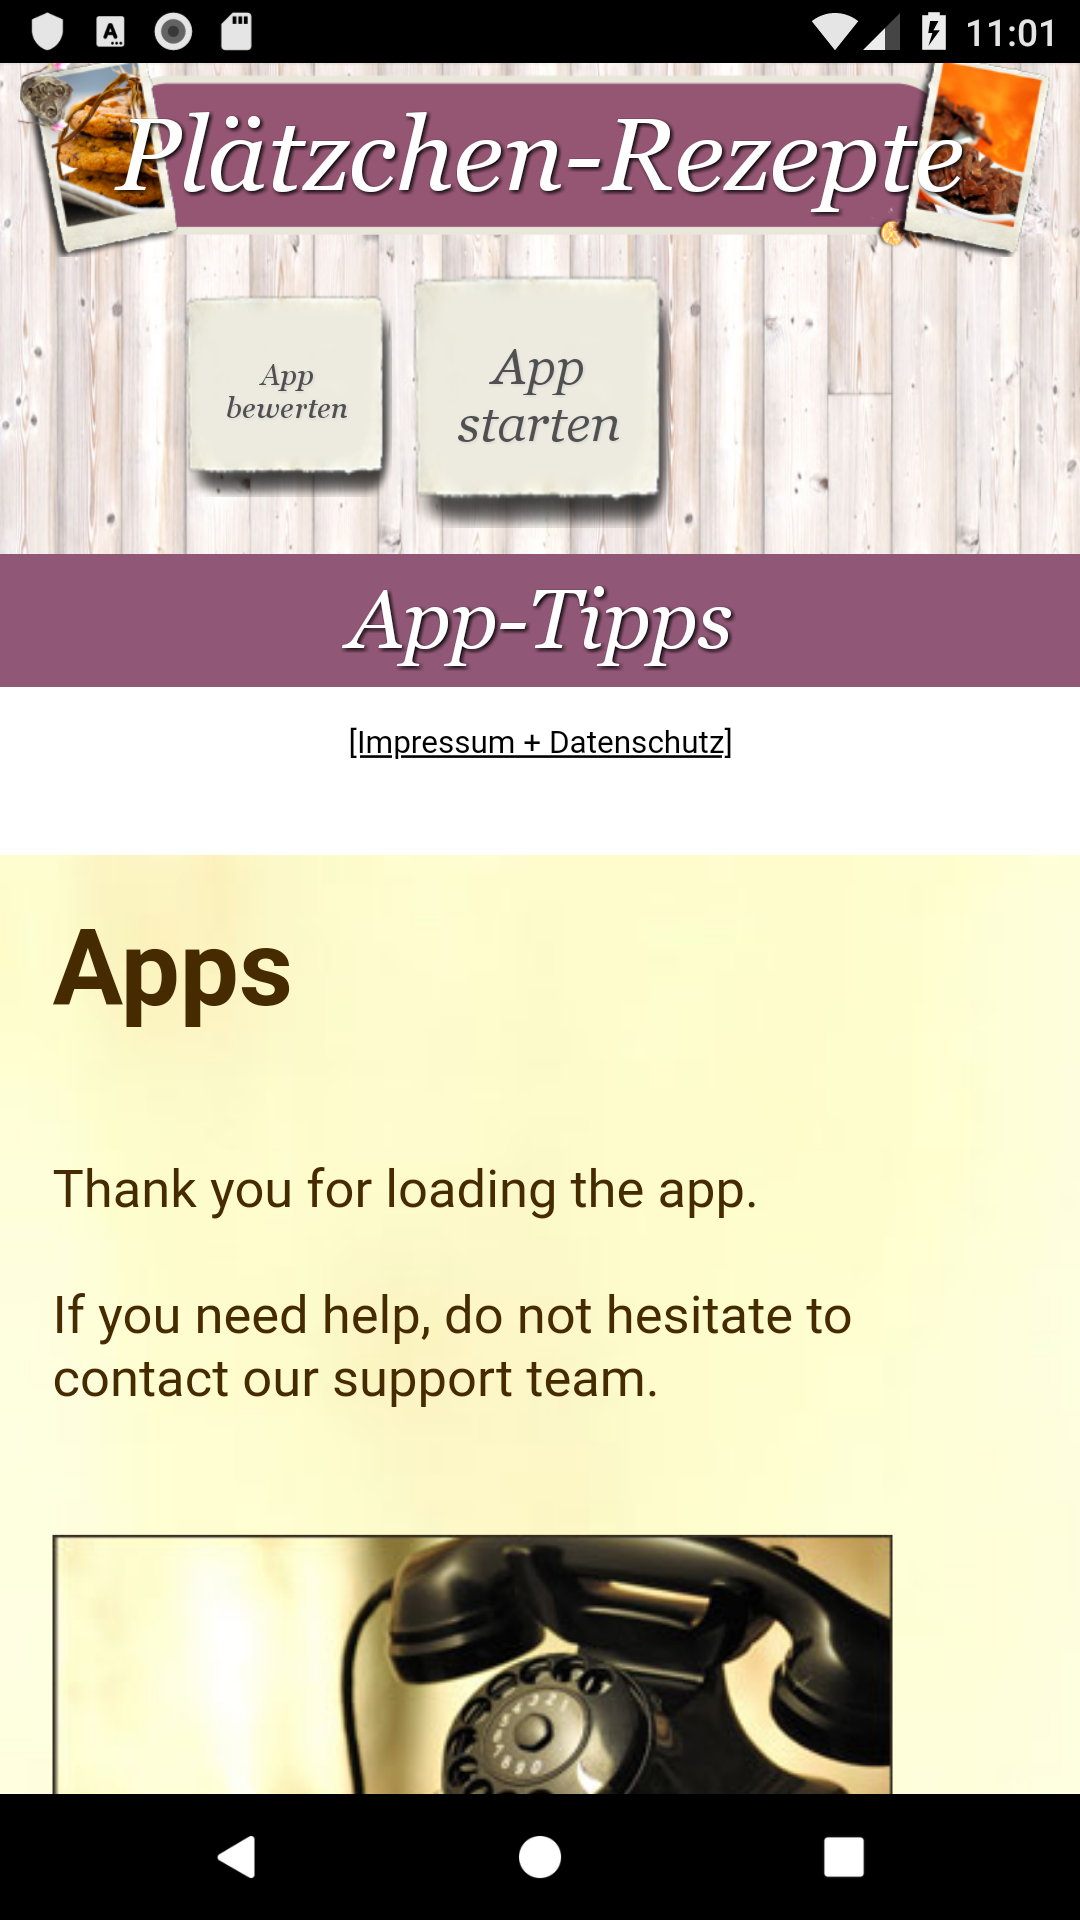 11:01
Plätzchen-Rezepte
App
bewerten
App
starten
App-Tipps
[Impressum + Datenschutz]
Apps
Thank you for loading the app.
If you need help, do not hesitate to
contact our support team.